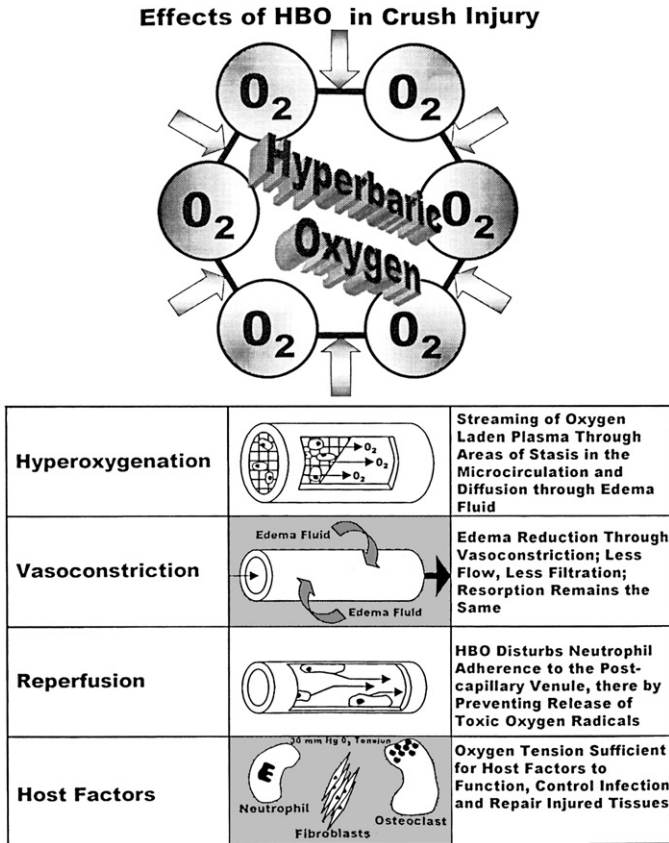 Effects of HBO in Crush Injury
O2
O2
O2
O2
O2
O2
Hyperbaric
Oxygen
Hyperoxygenation
O2
O2
O2
Streaming of Oxygen
Laden Plasma Through
Areas of Stasis in the
Microcirculation and
Diffusion through Edema
Fluid
Vasoconstriction
Edema Fluid
Edema Fluid
Edema Reduction Through
Vasoconstriction; Less
Flow, Less Filtration;
Resorption Remains the
Same
Reperfusion
HBO Disturbs Neutrophil
Adherence to the Post-
capillary Venule, there by
Preventing Release of
Toxic Oxygen Radicals
Host Factors
30 mm Hg O2 Tension
Neutrophil
Fibroblasts
Osteoclast
Oxygen Tension Sufficient
for Host Factors to
Function, Control Infection
and Repair Injured Tissues